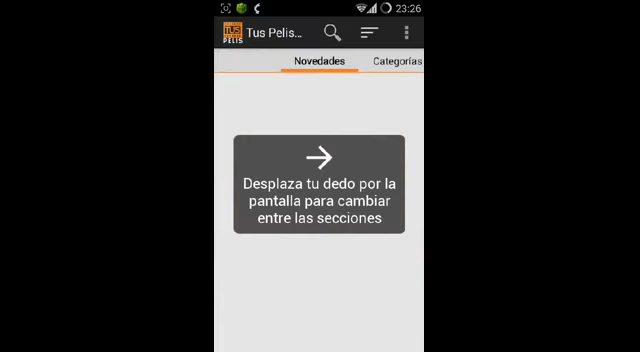 23:26
TUS
PELIS
Tus Pelis...
Novedades
Categorías
Desplaza tu dedo por la
pantalla para cambiar
entre las secciones